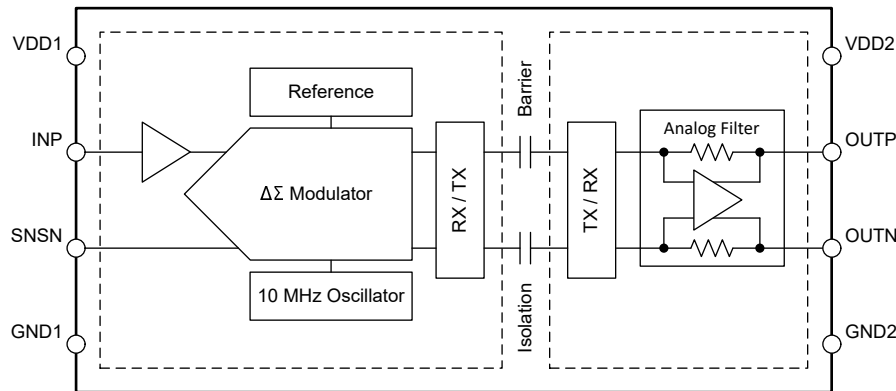 VDD1
VDD2
Reference
Barrier
Analog Filter
INP
OUTP
ΔΣ Modulator
RX / TX
TX / RX
SNSN
OUTN
10 MHz Oscillator
Isolation
GND1
GND2